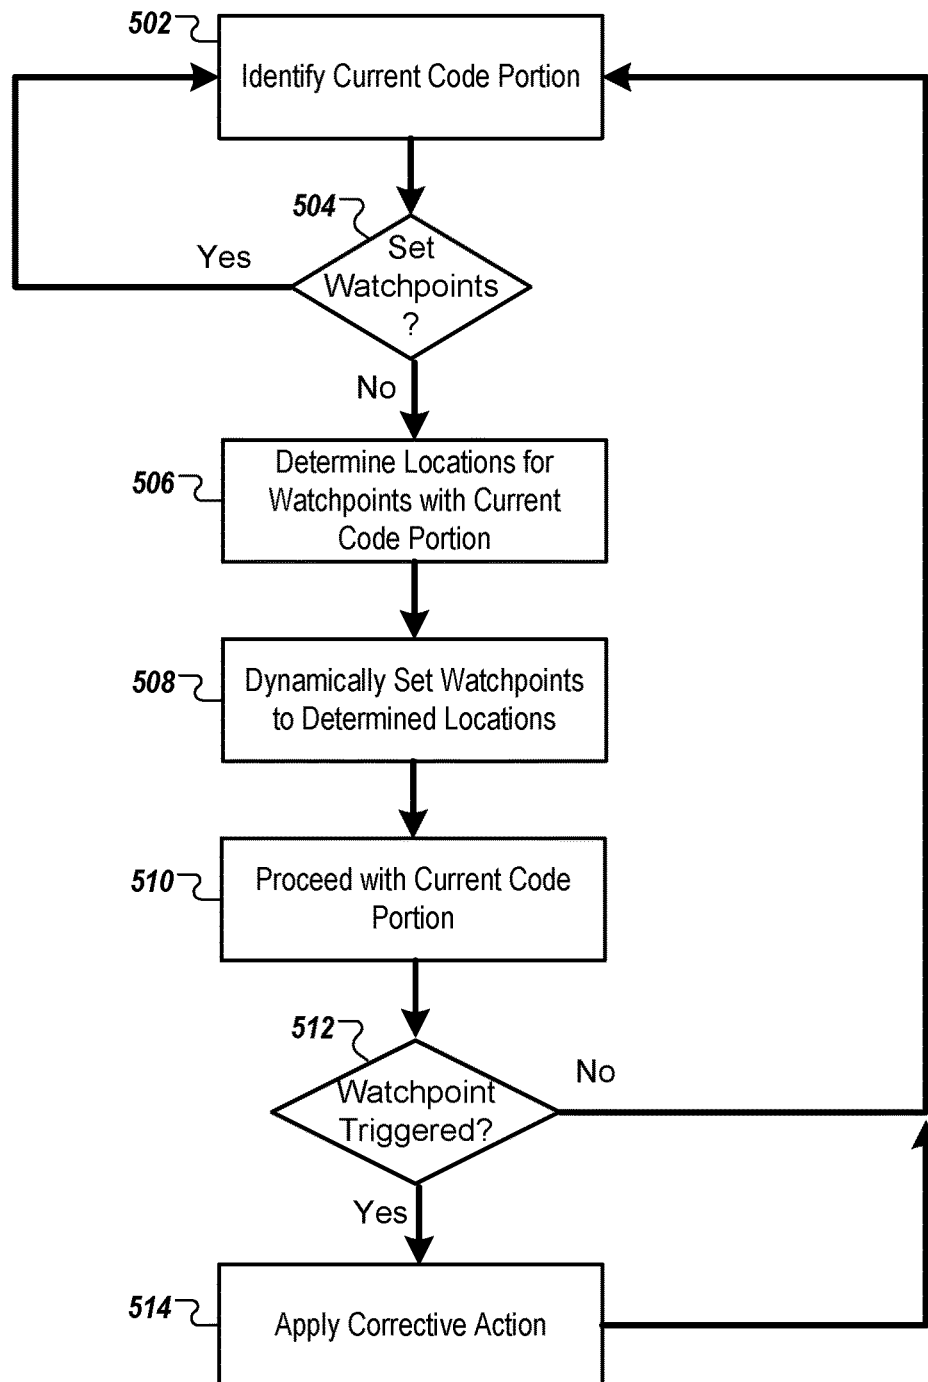 502
Identify Current Code Portion
504
Set
Watchpoints
?
Yes
No
506
Determine Locations for
Watchpoints with Current
Code Portion
508
Dynamically Set Watchpoints
to Determined Locations
510
Proceed with Current Code
Portion
512
Watchpoint
Triggered?
No
Yes
514
Apply Corrective Action